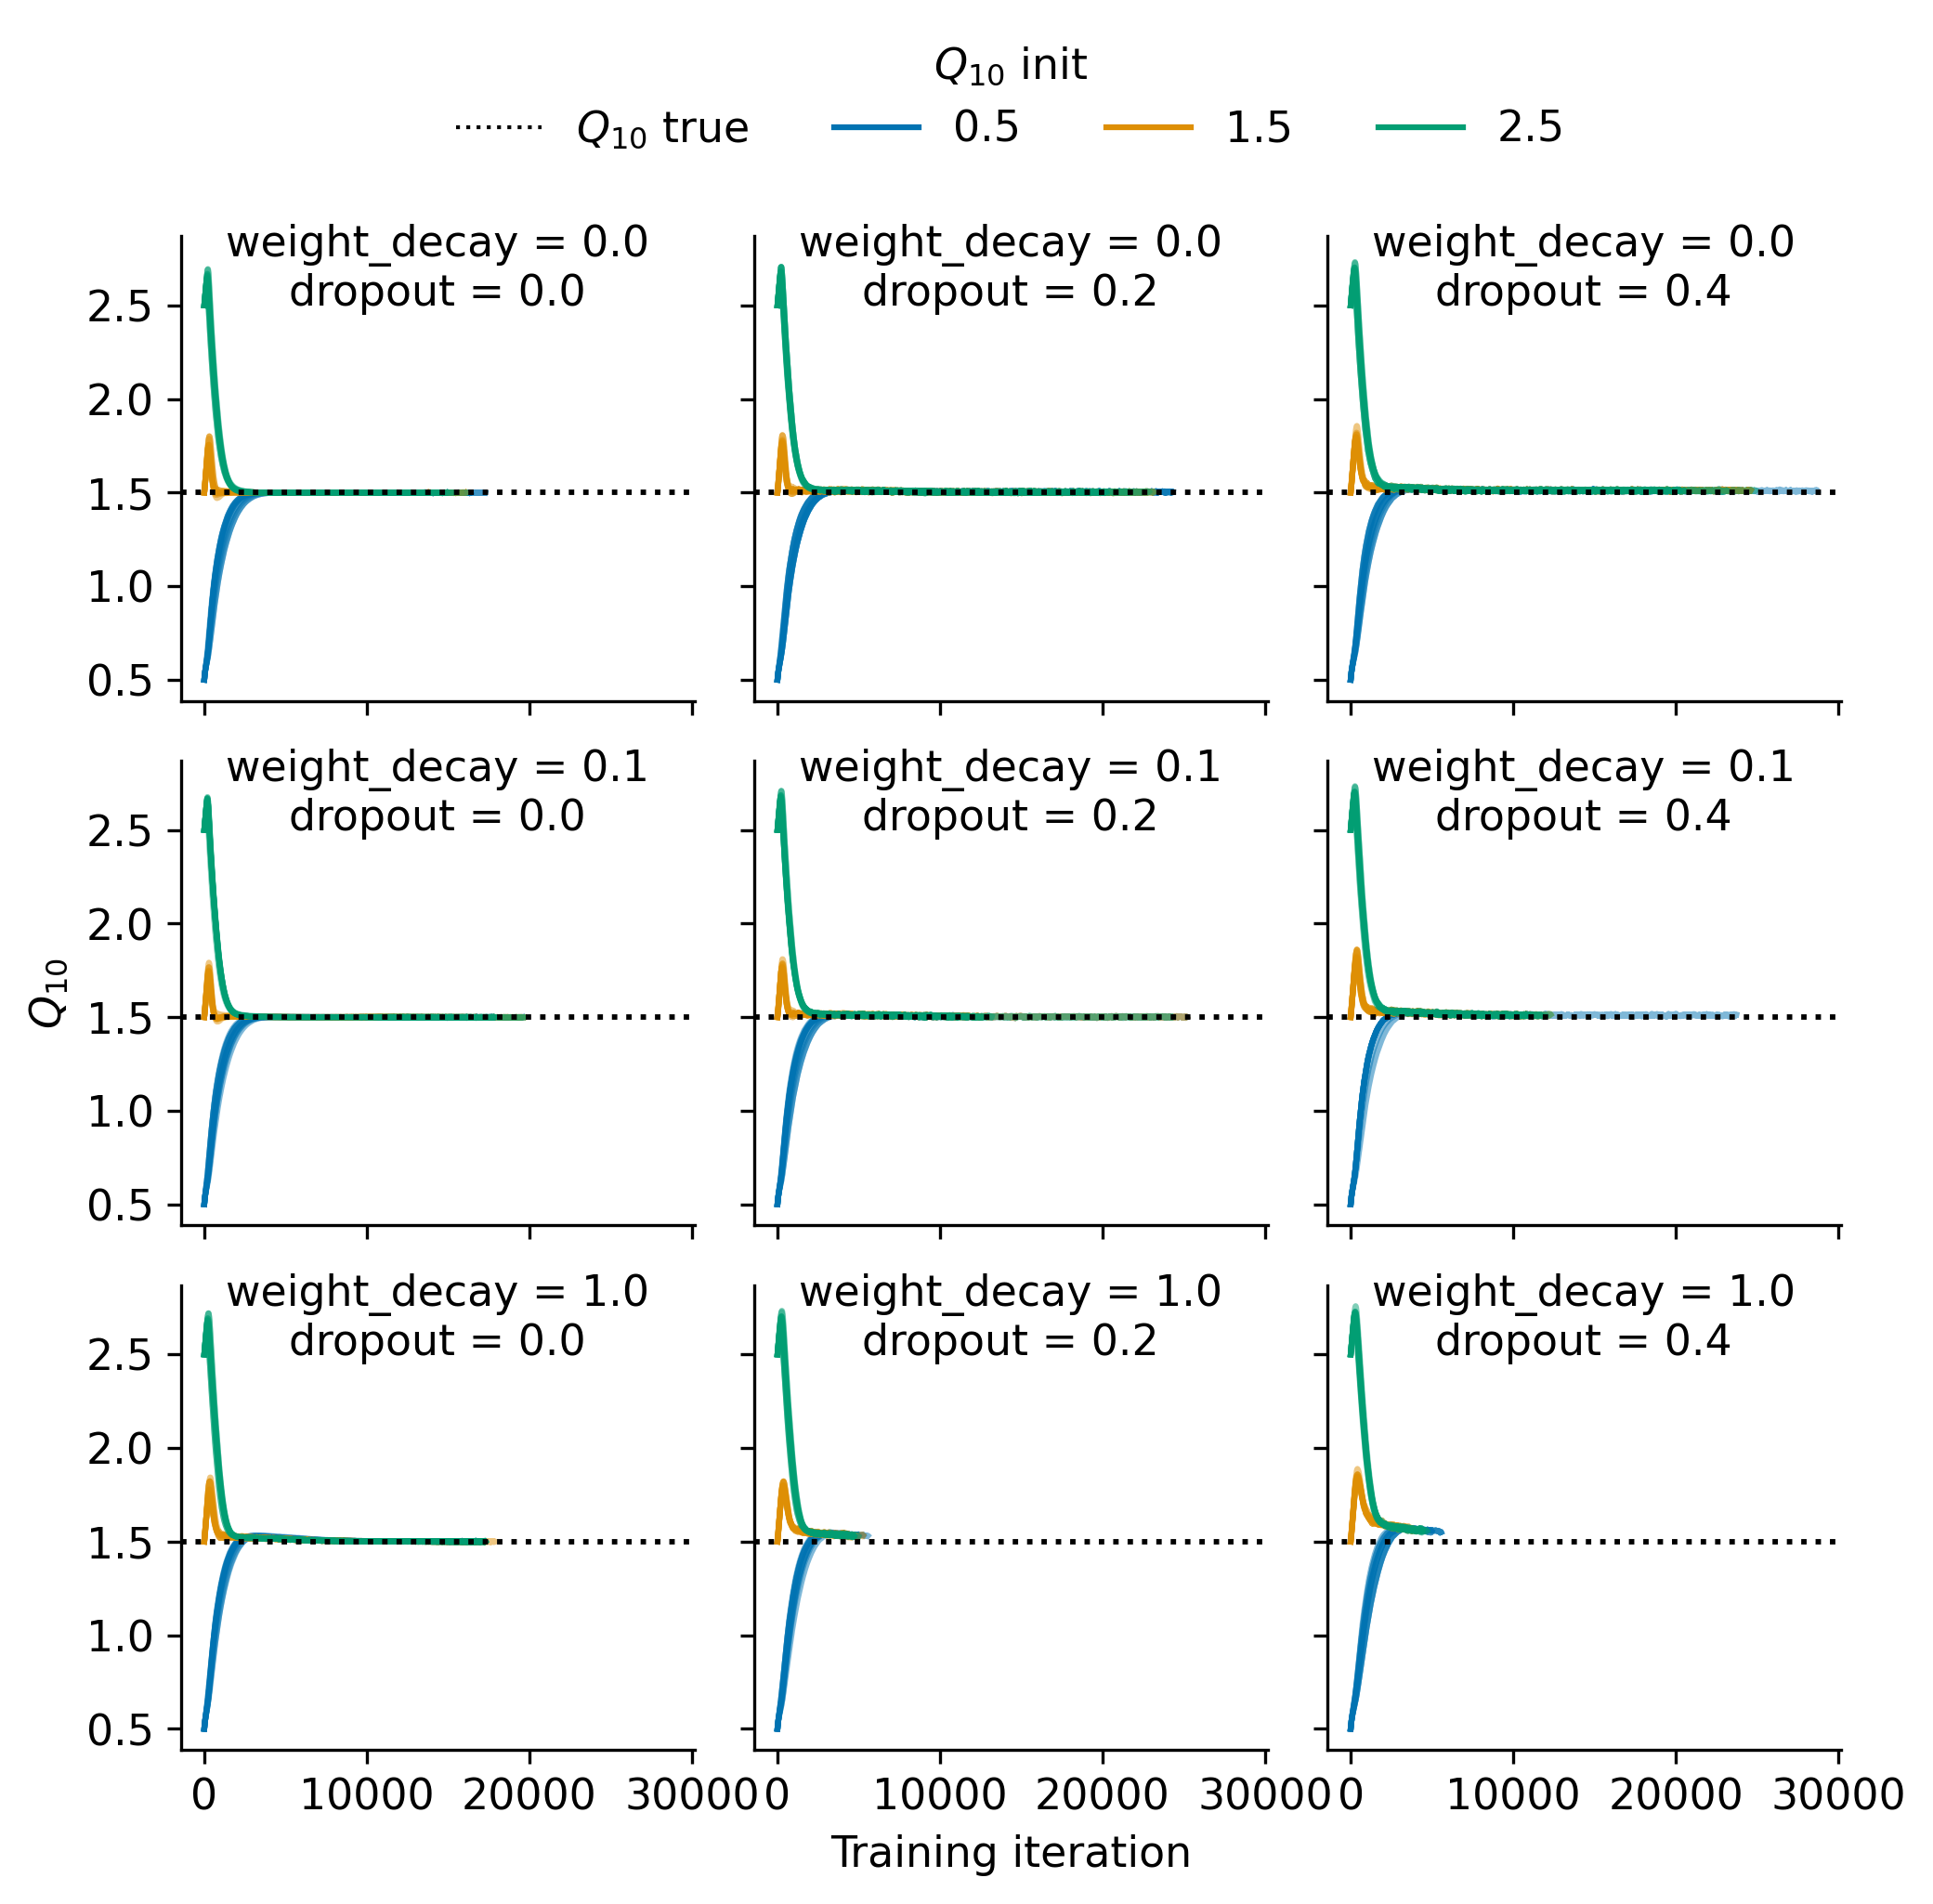 Q10 init
Q10 true 0.5 1.5 2.5
weight_decay = 0.0
dropout = 0.0
weight_decay = 0.0
dropout = 0.2
weight_decay = 0.0
dropout = 0.4
2.5
2.0
1.5
1.0
0.5
weight_decay = 0.1
dropout = 0.0
weight_decay = 0.1
dropout = 0.2
weight_decay = 0.1
dropout = 0.4
2.5
2.0
1.5
1.0
0.5
Q10
weight_decay = 1.0
dropout = 0.0
weight_decay = 1.0
dropout = 0.2
weight_decay = 1.0
dropout = 0.4
2.5
2.0
1.5
1.0
0.5
0 10000 20000 30000
0 10000 20000 30000
0 10000 20000 30000
Training iteration